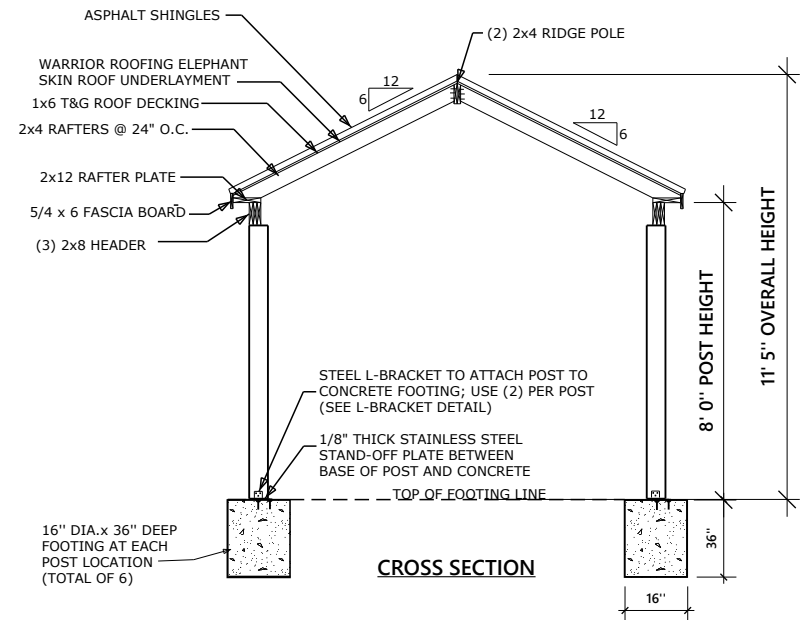 ASPHALT SHINGLES
(2) 2x4 RIDGE POLE
WARRIOR ROOFING ELEPHANT
SKIN ROOF UNDERLAYMENT
1x6 T&G ROOF DECKING
2x4 RAFTERS @ 24" O.C.
2x12 RAFTER PLATE
5/4 x 6 FASCIA BOARD
(3) 2x8 HEADER
12
6
12
6
STEEL L-BRACKET TO ATTACH POST TO
CONCRETE FOOTING; USE (2) PER POST
(SEE L-BRACKET DETAIL)
1/8" THICK STAINLESS STEEL
STAND-OFF PLATE BETWEEN
BASE OF POST AND CONCRETE
TOP OF FOOTING LINE
8' 0'' POST HEIGHT
11' 5'' OVERALL HEIGHT
16'' DIA.x 36'' DEEP
FOOTING AT EACH
POST LOCATION
(TOTAL OF 6)
CROSS SECTION
36''
16''